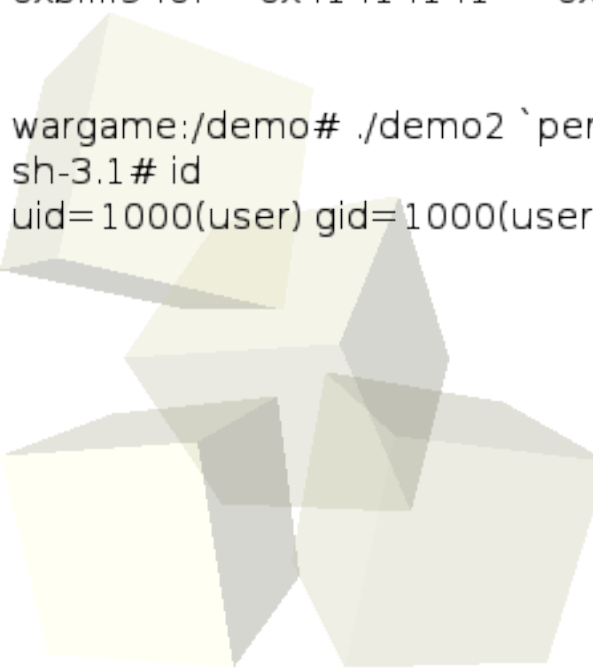 wargame:/demo# ./demo2 `per
sh-3.1# id
uid=1000(user) gid=1000(user